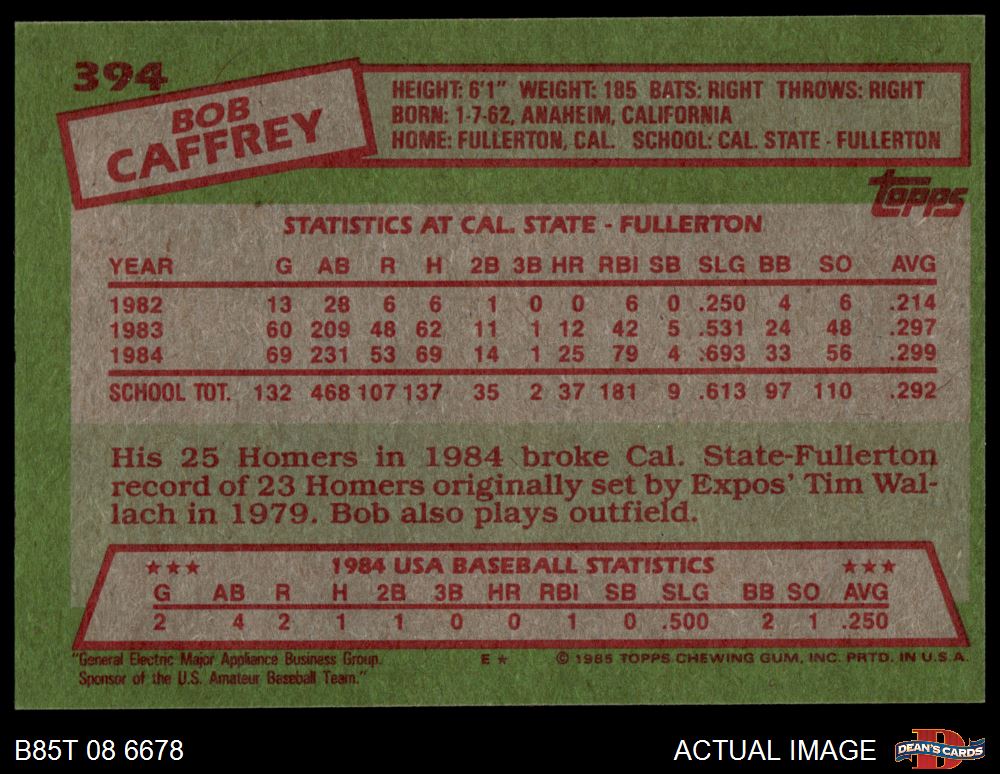 394
BOB
CAFFREY
HEIGHT: 6'1" WEIGHT: 185 BATS: RIGHT THROWS: RIGHT
BORN: 1-7-62, ANAHEIM, CALIFORNIA
HOME: FULLERTON, CAL. SCHOOL: CAL. STATE - FULLERTON
topps
STATISTICS AT CAL. STATE - FULLERTON
YEAR G AB R H 2B 3B HR RBI SB SLG BB SO AVG
1982 13 28 6 6 1 0 0 6 0 .250 4 6 .214
1983 60 209 48 62 11 1 12 42 5 .531 24 48 .297
1984 69 231 53 69 14 1 25 79 4 .693 33 56 .299
SCHOOL TOT. 132 468 107 137 35 2 37 181 9 .613 97 110 .292
His 25 Homers in 1984 broke Cal. State-Fullerton
record of 23 Homers originally set by Expos' Tim Wal-
lach in 1979. Bob also plays outfield.
★★★ 1984 USA BASEBALL STATISTICS ★★★
G AB R H 2B 3B HR RBI SB SLG BB SO AVG
2 4 2 1 1 0 0 1 0 .500 2 1 .250
"General Electric Major Appliance Business Group.
Sponsor of the U.S. Amateur Baseball Team."
E ★ © 1985 TOPPS CHEWING GUM, INC. PRTD. IN U.S.A.
B85T 08 6678
ACTUAL IMAGE
DEAN'S CARDS